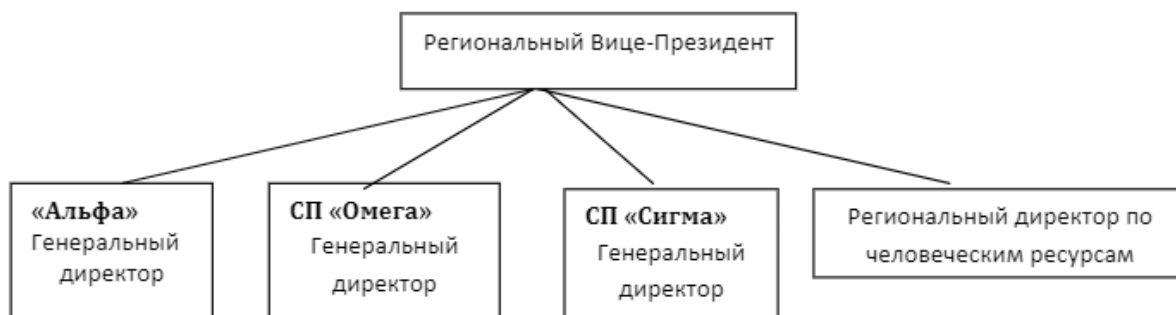 Региональный Вице-Президент
«Альфа»
Генеральный
директор
СП «Омега»
Генеральный
директор
СП «Сигма»
Генеральный
директор
Региональный директор по
человеческим ресурсам